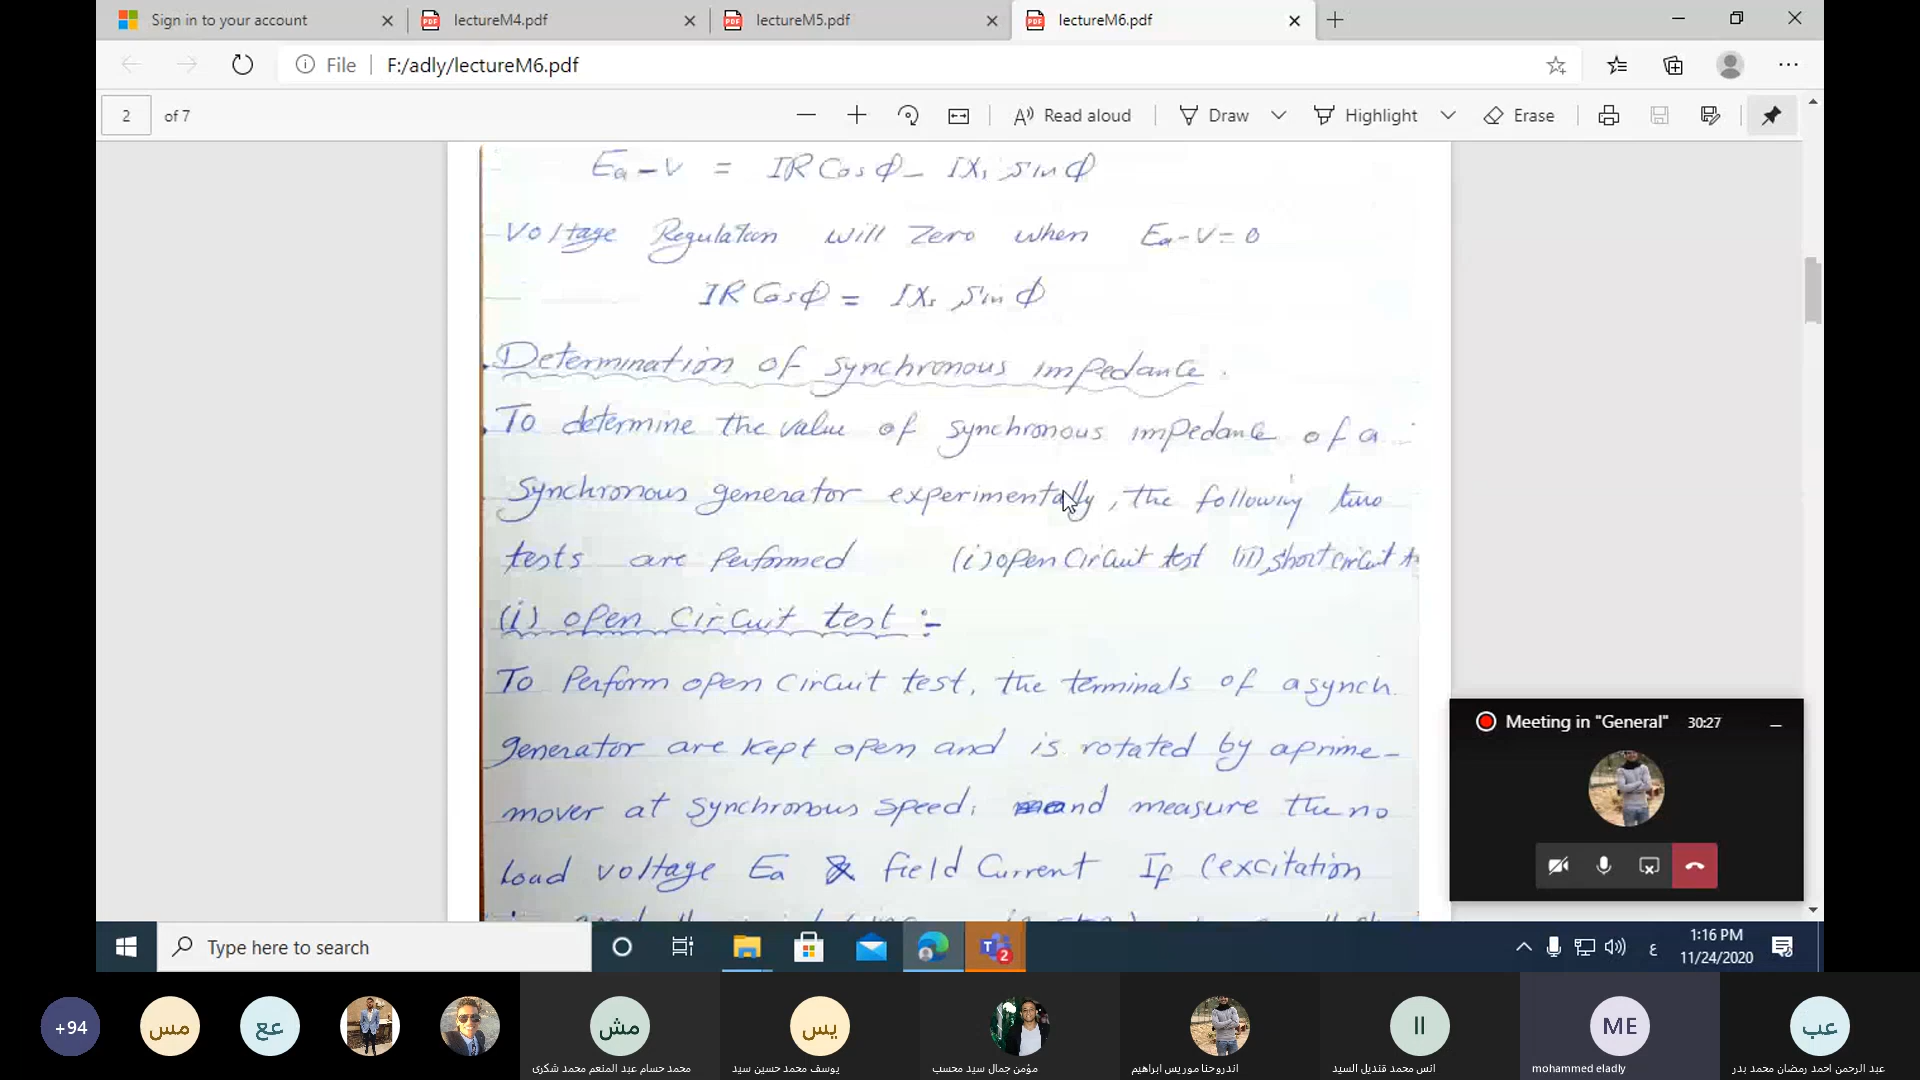 Sign in to your account
lectureM4.pdf
lectureM5.pdf
lectureM6.pdf
File
F:/adly/lectureM6.pdf
2 of 7
Read aloud
Draw
Highlight
Erase
Ea - V = IR Cos Φ - IXs sin Φ
Voltage Regulation will zero when Ea - V = 0
IR Cos Φ = IXs sin Φ
Determination of synchronous impedance.
To determine the value of synchronous impedance of a
synchronous generator experimentally, the following two
tests are performed (i) open circuit test (ii) short circuit
(i) open circuit test :-
To perform open circuit test, the terminals of a synch.
generator are kept open and is rotated by a prime-
mover at synchronous speed, and measure the no
load voltage Ea & field current If (excitation
Meeting in "General" 30:27
Type here to search
2
ع
1:16 PM
11/24/2020
+94
مس
عع
مش
يس
II
ME
عب
محمد حسام عبد المنعم محمد شكرى
يوسف محمد حسين سيد
مؤمن جمال سيد محسب
اندروحنا موريس ابراهيم
انس محمد قنديل السيد
mohammed eladly
عبد الرحمن احمد رمضان محمد بدر